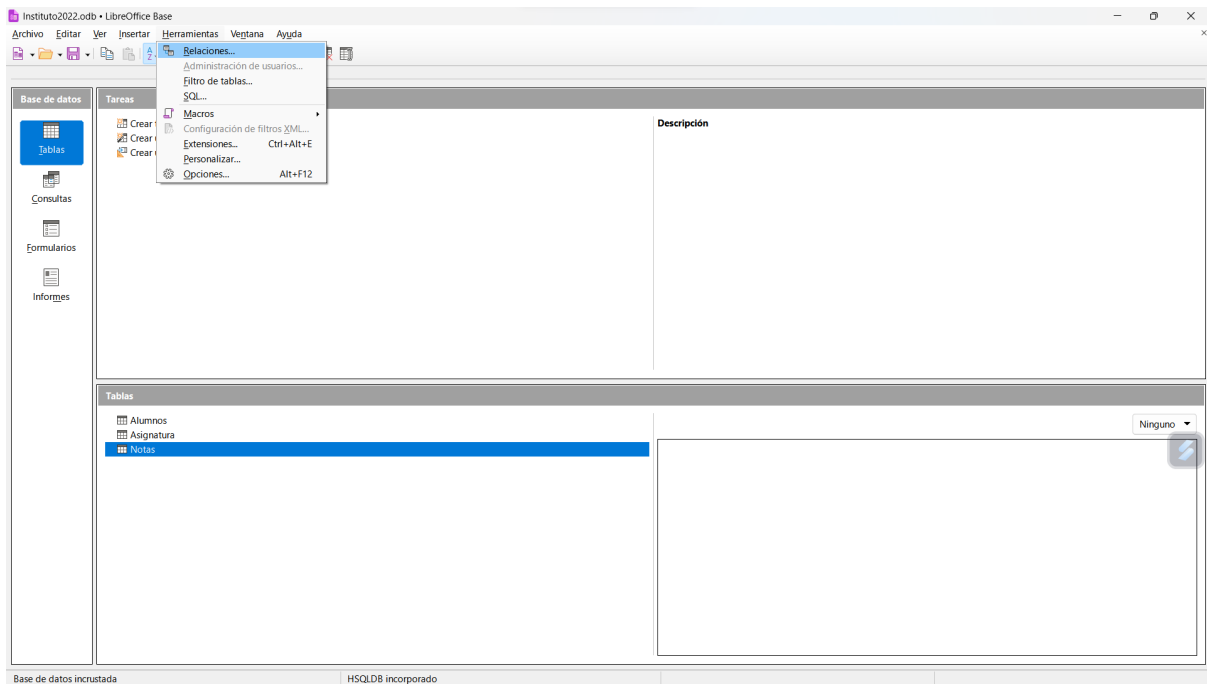 Instituto2022.odb • LibreOffice Base
Archivo Editar Ver Insertar Herramientas Ventana Ayuda
Relaciones...
Administración de usuarios...
Filtro de tablas...
SQL...
Macros
Configuración de filtros XML...
Extensiones... Ctrl+Alt+E
Personalizar...
Opciones... Alt+F12
Base de datos
Tablas
Consultas
Formularios
Informes
Tareas
Crear
Crear
Crear
Descripción
Tablas
Alumnos
Asignatura
Notas
Ninguno
Base de datos incrustada HSQLDB incorporado